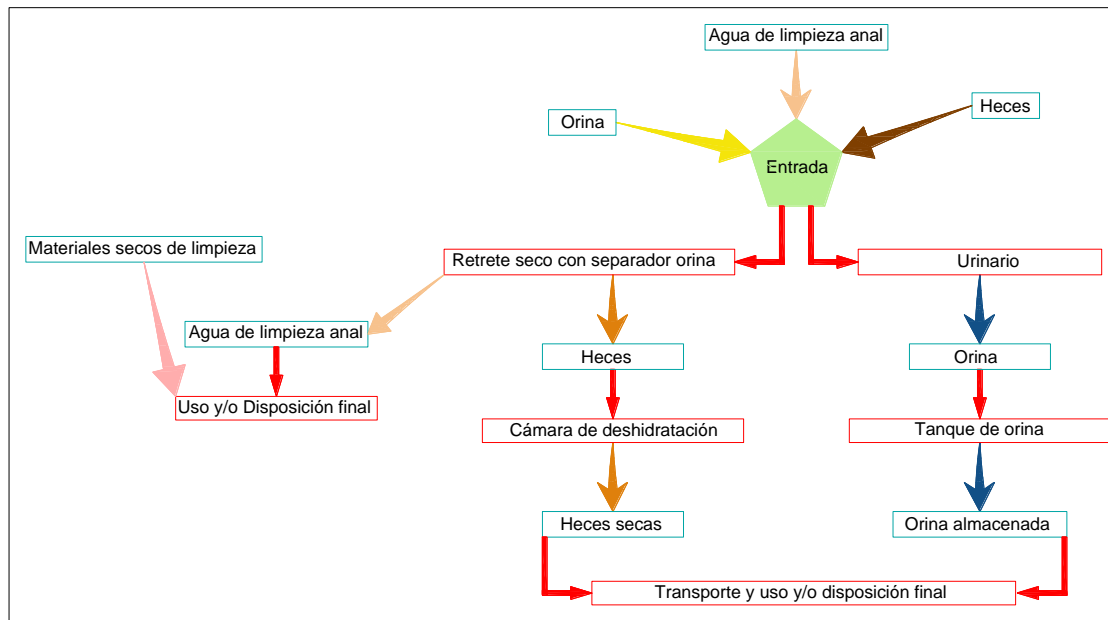 Agua de limpieza anal
Orina
Heces
Entrada
Materiales secos de limpieza
Retrete seco con separador orina
Urinario
Agua de limpieza anal
Heces
Orina
Uso y/o Disposición final
Cámara de deshidratación
Tanque de orina
Heces secas
Orina almacenada
Transporte y uso y/o disposición final